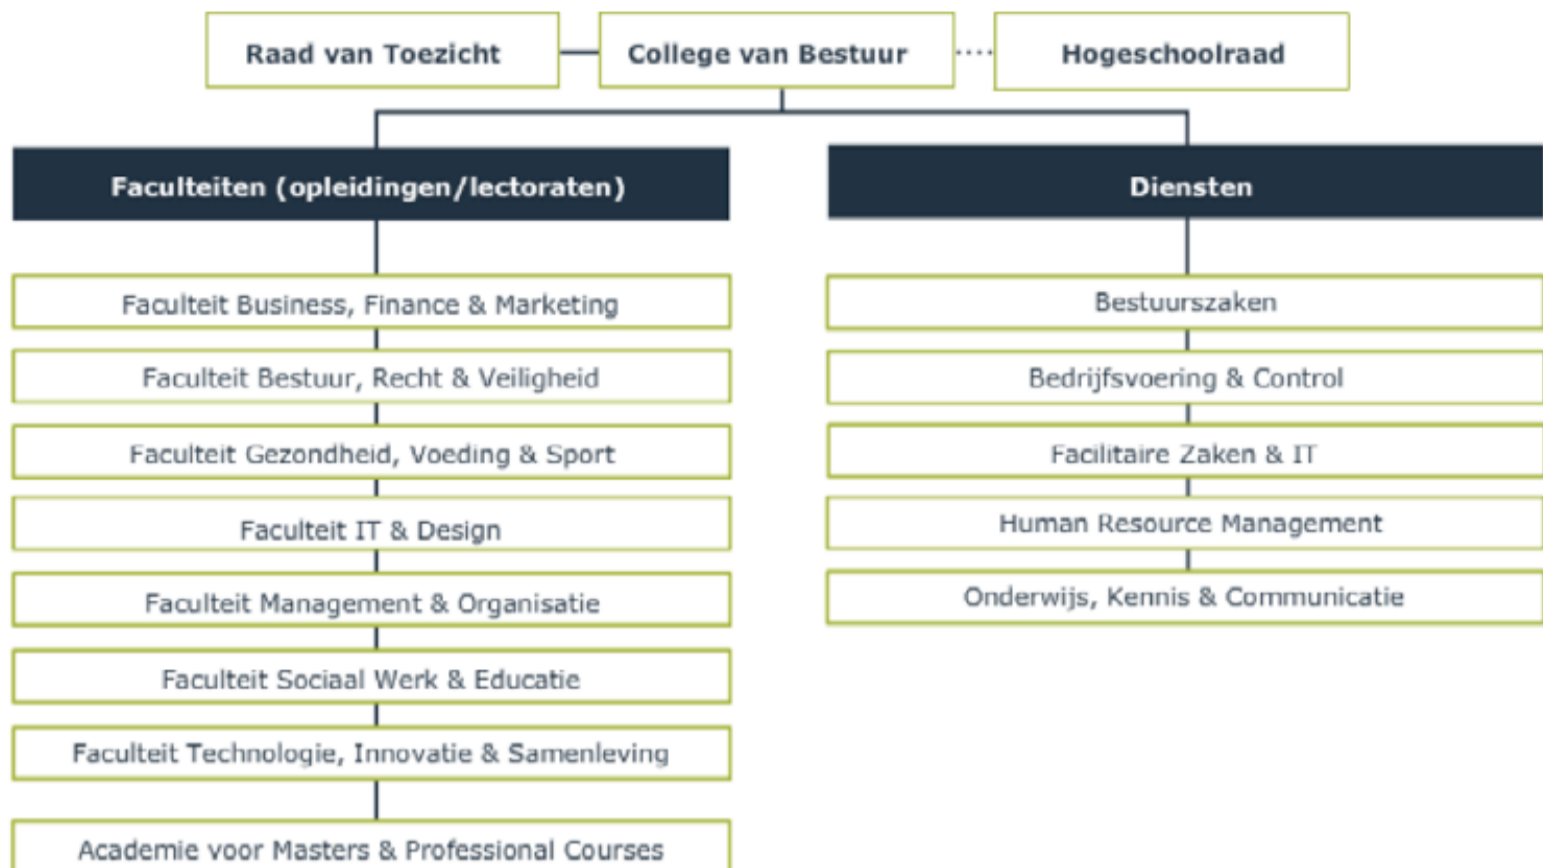 Raad van Toezicht
College van Bestuur
Hogeschoolraad
Faculteiten (opleidingen/lectoraten)
Faculteit Business, Finance & Marketing
Faculteit Bestuur, Recht & Veiligheid
Faculteit Gezondheid, Voeding & Sport
Faculteit IT & Design
Faculteit Management & Organisatie
Faculteit Sociaal Werk & Educatie
Faculteit Technologie, Innovatie & Samenleving
Academie voor Masters & Professional Courses
Diensten
Bestuurszaken
Bedrijfsvoering & Control
Facilitaire Zaken & IT
Human Resource Management
Onderwijs, Kennis & Communicatie